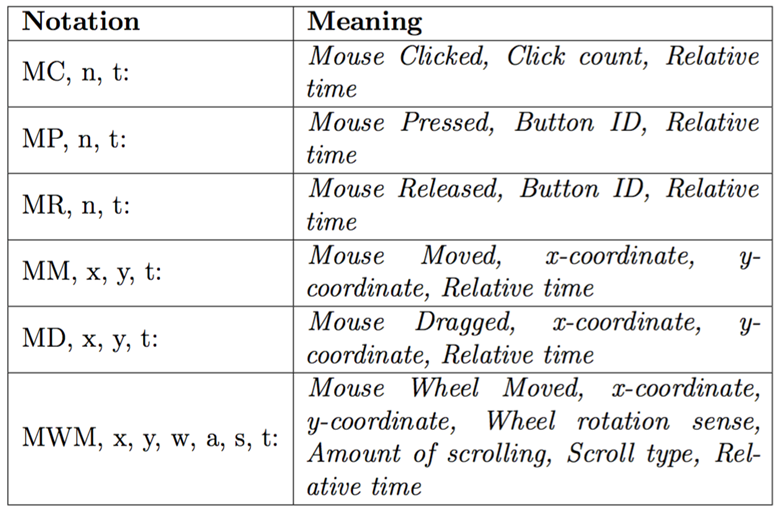 Notation Meaning
MC, n, t: Mouse Clicked, Click count, Relative
time
MP, n, t: Mouse Pressed, Button ID, Relative
time
MR, n, t: Mouse Released, Button ID, Relative
time
MM, x, y, t: Mouse Moved, x-coordinate, y-
coordinate, Relative time
MD, x, y, t: Mouse Dragged, x-coordinate, y-
coordinate, Relative time
MWM, x, y, w, a, s, t: Mouse Wheel Moved, x-coordinate,
y-coordinate, Wheel rotation sense,
Amount of scrolling, Scroll type, Rel-
ative time